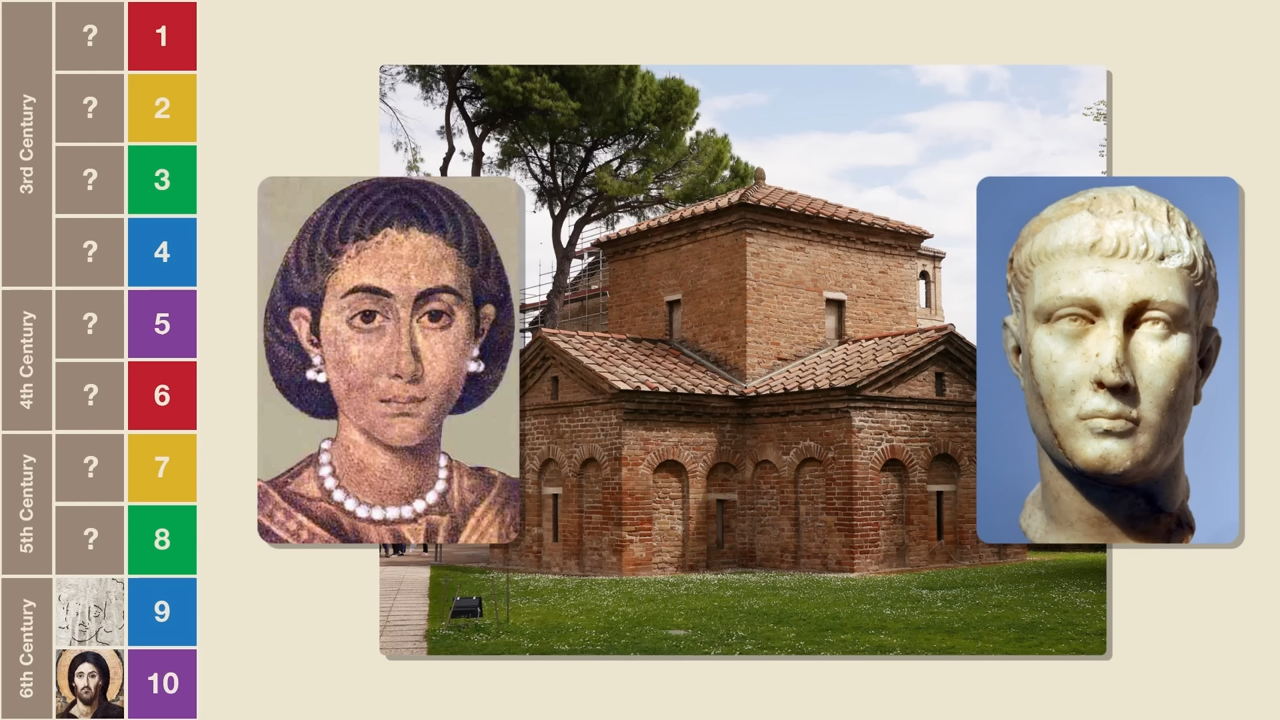 3rd Century
? 1
? 2
? 3
? 4
4th Century
? 5
? 6
5th Century
? 7
? 8
6th Century
9
10